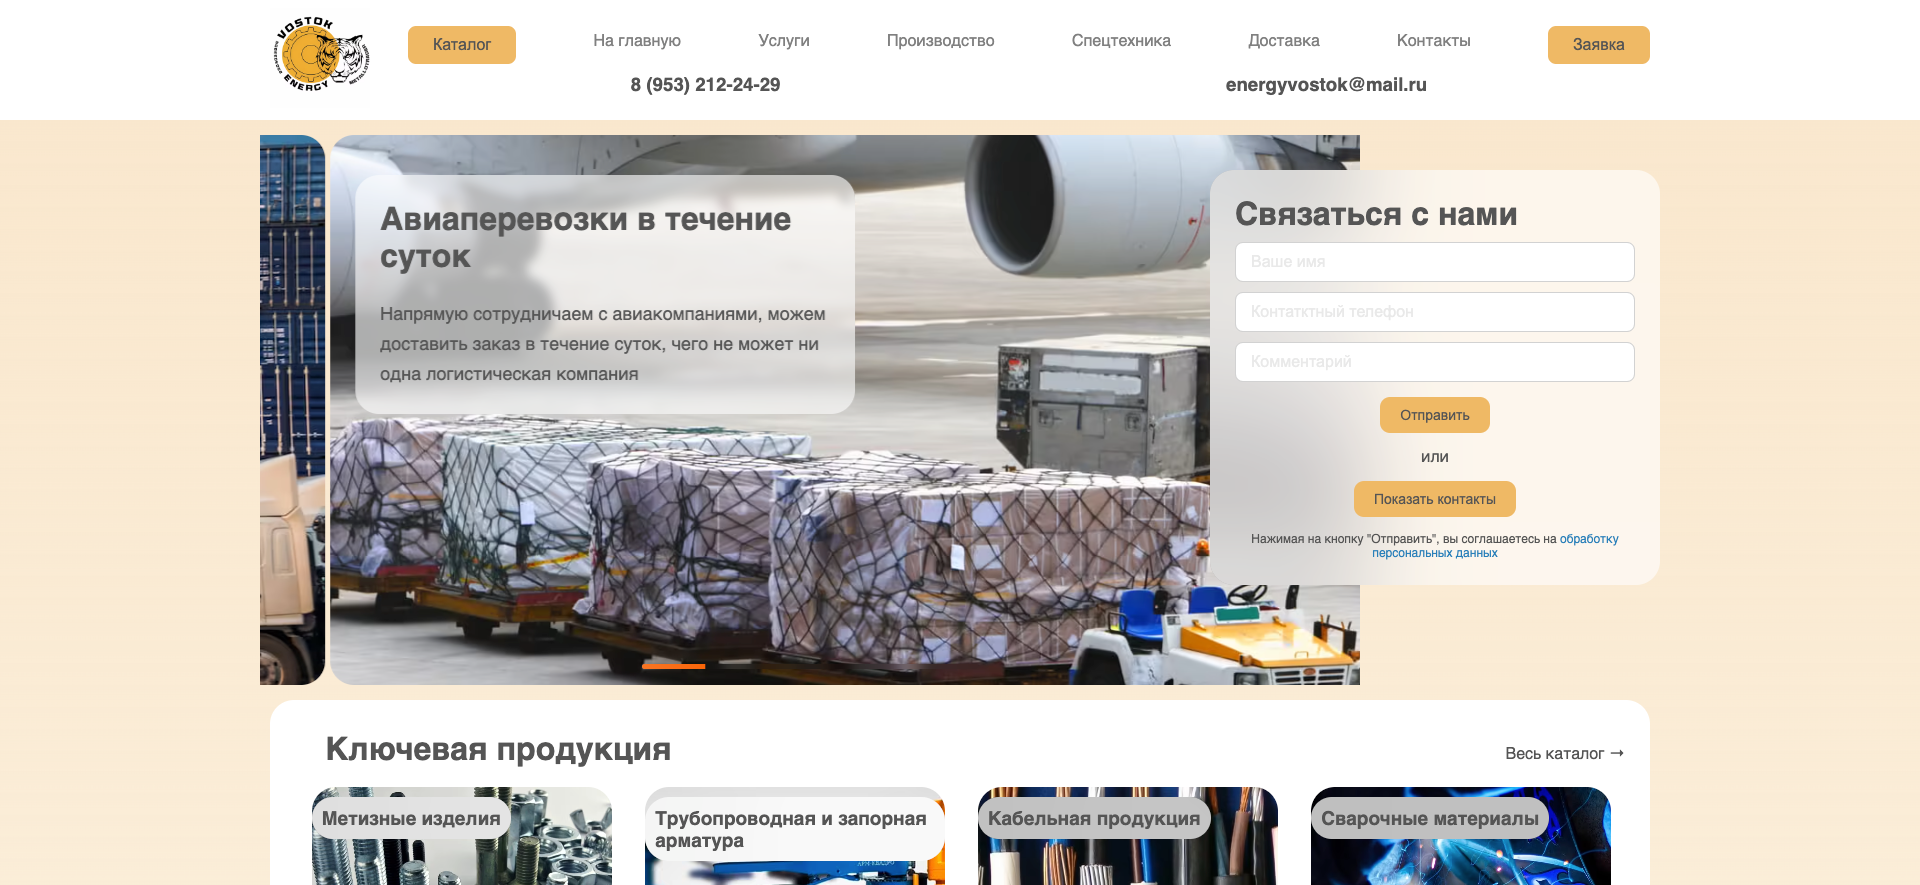 VOSTOK
ENERGY
Каталог
На главную
Услуги
Производство
Спецтехника
Доставка
Контакты
Заявка
8 (953) 212-24-29
energyvostok@mail.ru
Авиаперевозки в течение
суток
Напрямую сотрудничаем с авиакомпаниями, можем
доставить заказ в течение суток, чего не может ни
одна логистическая компания
Связаться с нами
Ваше имя
Контатктный телефон
Комментарий
Отправить
или
Показать контакты
Нажимая на кнопку "Отправить", вы соглашаетесь на обработку
персональных данных
Ключевая продукция
Весь каталог →
Метизные изделия
Трубопроводная и запорная
арматура
Кабельная продукция
Сварочные материалы